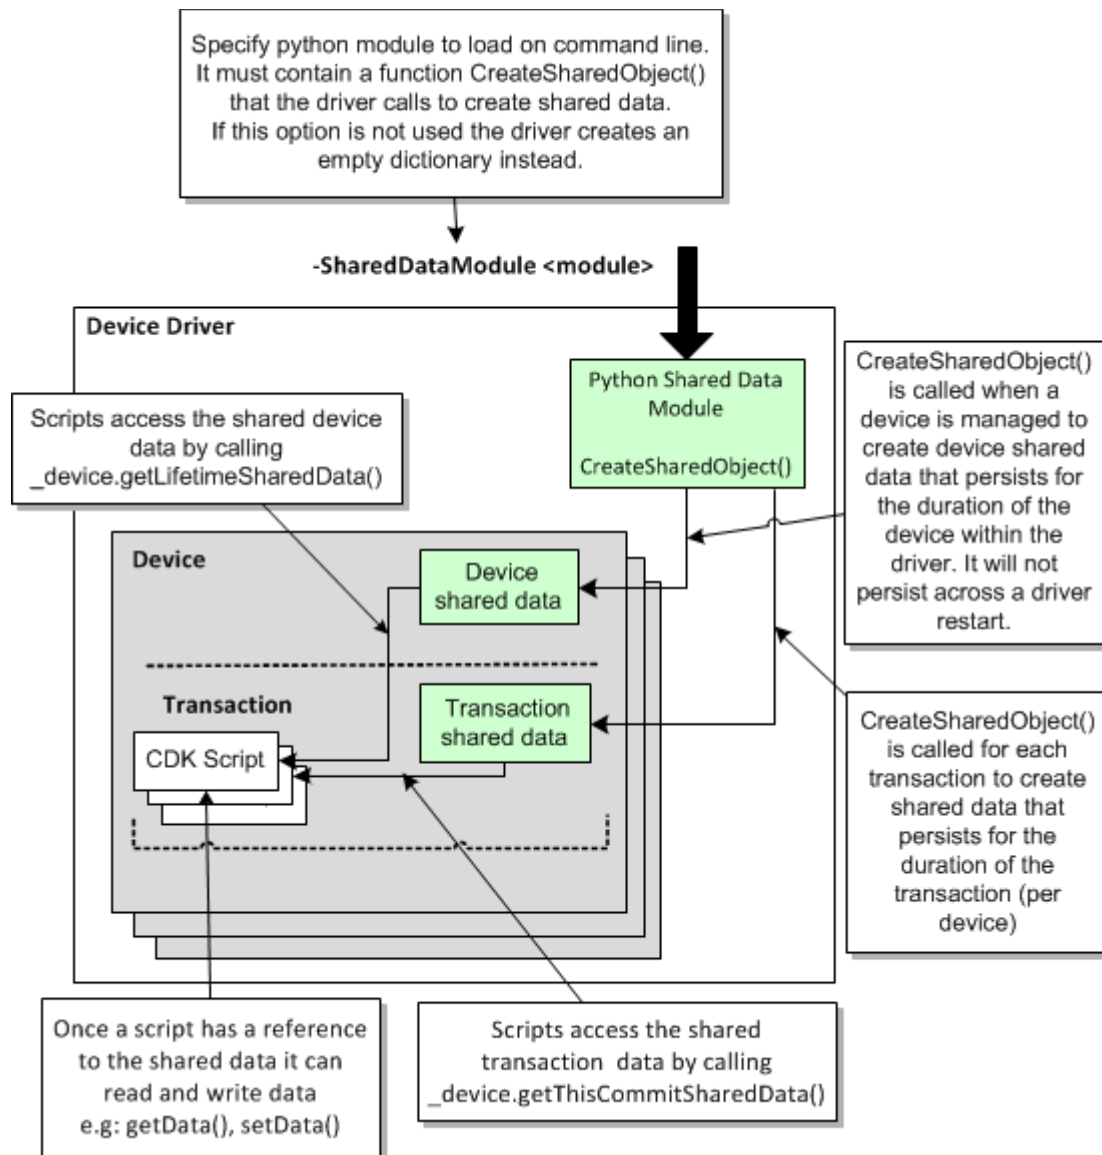 Specify python module to load on command line.
It must contain a function CreateSharedObject()
that the driver calls to create shared data.
If this option is not used the driver creates an
empty dictionary instead.
-SharedDataModule <module>
Device Driver
Python Shared Data
Module
CreateSharedObject()
CreateSharedObject()
is called when a
device is managed to
create device shared
data that persists for
the duration of the
device within the
driver. It will not
persist across a driver
restart.
Scripts access the shared device
data by calling
_device.getLifetimeSharedData()
Device
Device
shared data
Transaction
Transaction
shared data
CDK Script
CreateSharedObject()
is called for each
transaction to create
shared data that
persists for the
duration of the
transaction (per
device)
Once a script has a reference
to the shared data it can
read and write data
e.g: getData(), setData()
Scripts access the shared
transaction data by calling
_device.getThisCommitSharedData()